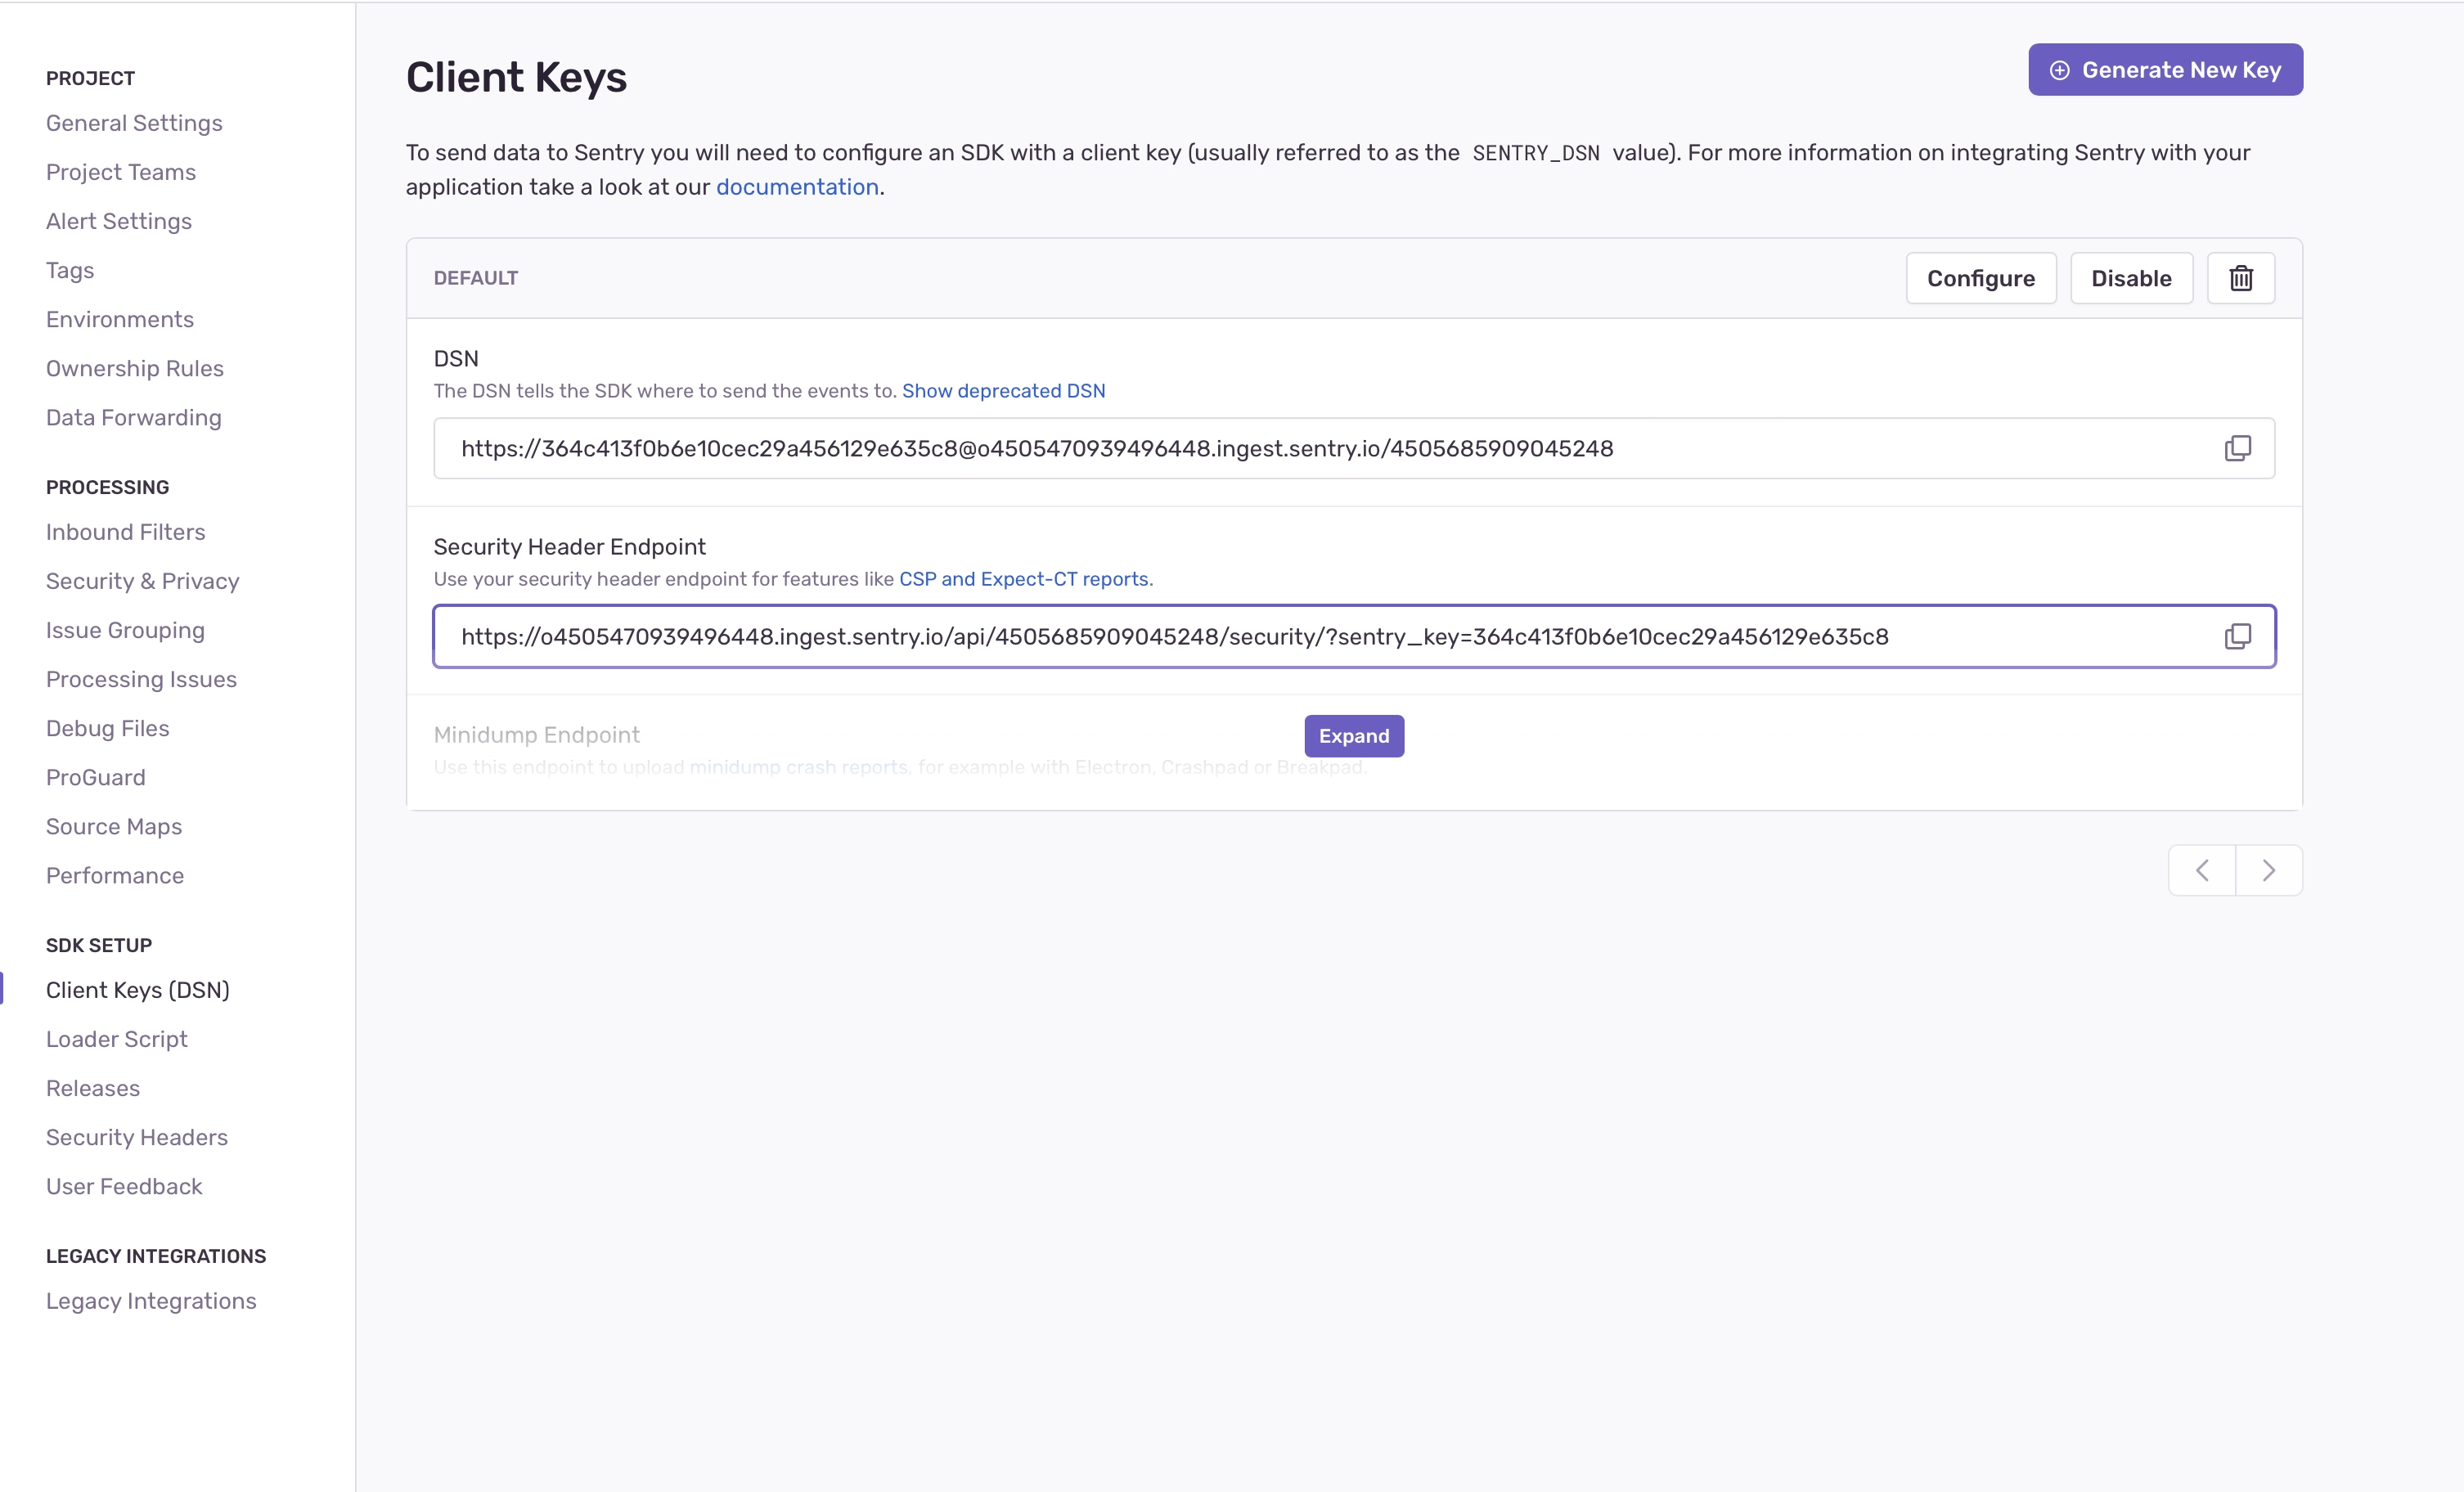 PROJECT
General Settings
Project Teams
Alert Settings
Tags
Environments
Ownership Rules
Data Forwarding
PROCESSING
Inbound Filters
Security & Privacy
Issue Grouping
Processing Issues
Debug Files
ProGuard
Source Maps
Performance
SDK SETUP
Client Keys (DSN)
Loader Script
Releases
Security Headers
User Feedback
LEGACY INTEGRATIONS
Legacy Integrations
Client Keys
Generate New Key
To send data to Sentry you will need to configure an SDK with a client key (usually referred to as the SENTRY_DSN value). For more information on integrating Sentry with your
application take a look at our documentation.
DEFAULT
Configure
Disable
DSN
The DSN tells the SDK where to send the events to. Show deprecated DSN
https://364c413f0b6e10cec29a456129e635c8@o4505470939496448.ingest.sentry.io/4505685909045248
Security Header Endpoint
Use your security header endpoint for features like CSP and Expect-CT reports.
https://o4505470939496448.ingest.sentry.io/api/4505685909045248/security/?sentry_key=364c413f0b6e10cec29a456129e635c8
Minidump Endpoint
Expand
Use this endpoint to upload minidump crash reports, for example with Electron, Crashpad or Breakpad.